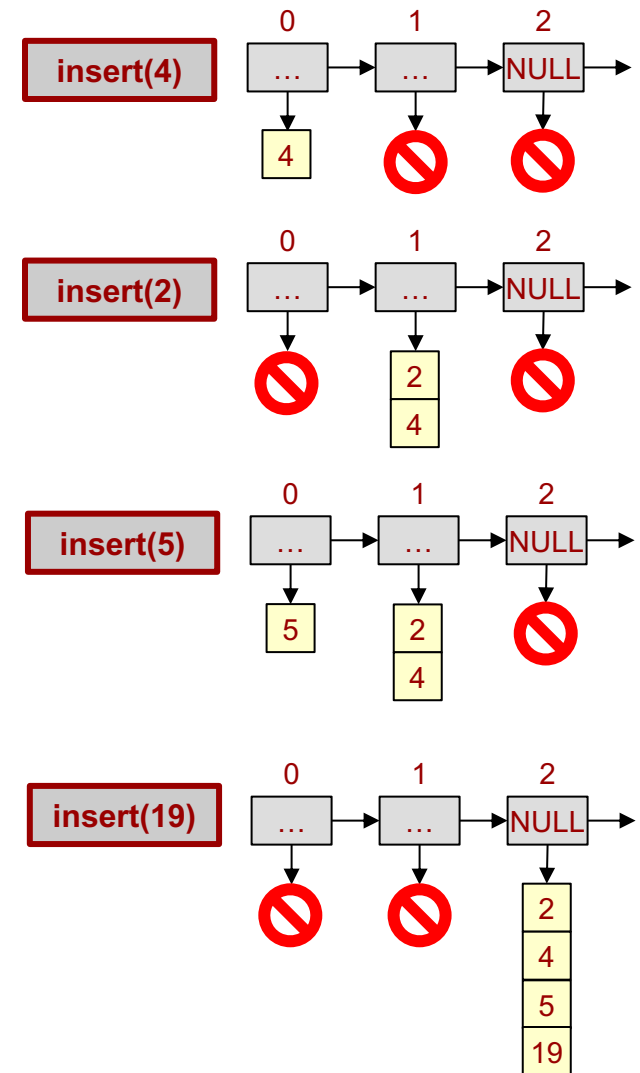 0 1 2
insert(4) … … NULL
4
0 1 2
insert(2) … … NULL
2
4
0 1 2
insert(5) … … NULL
5 2
4
0 1 2
insert(19) … … NULL
2
4
5
19